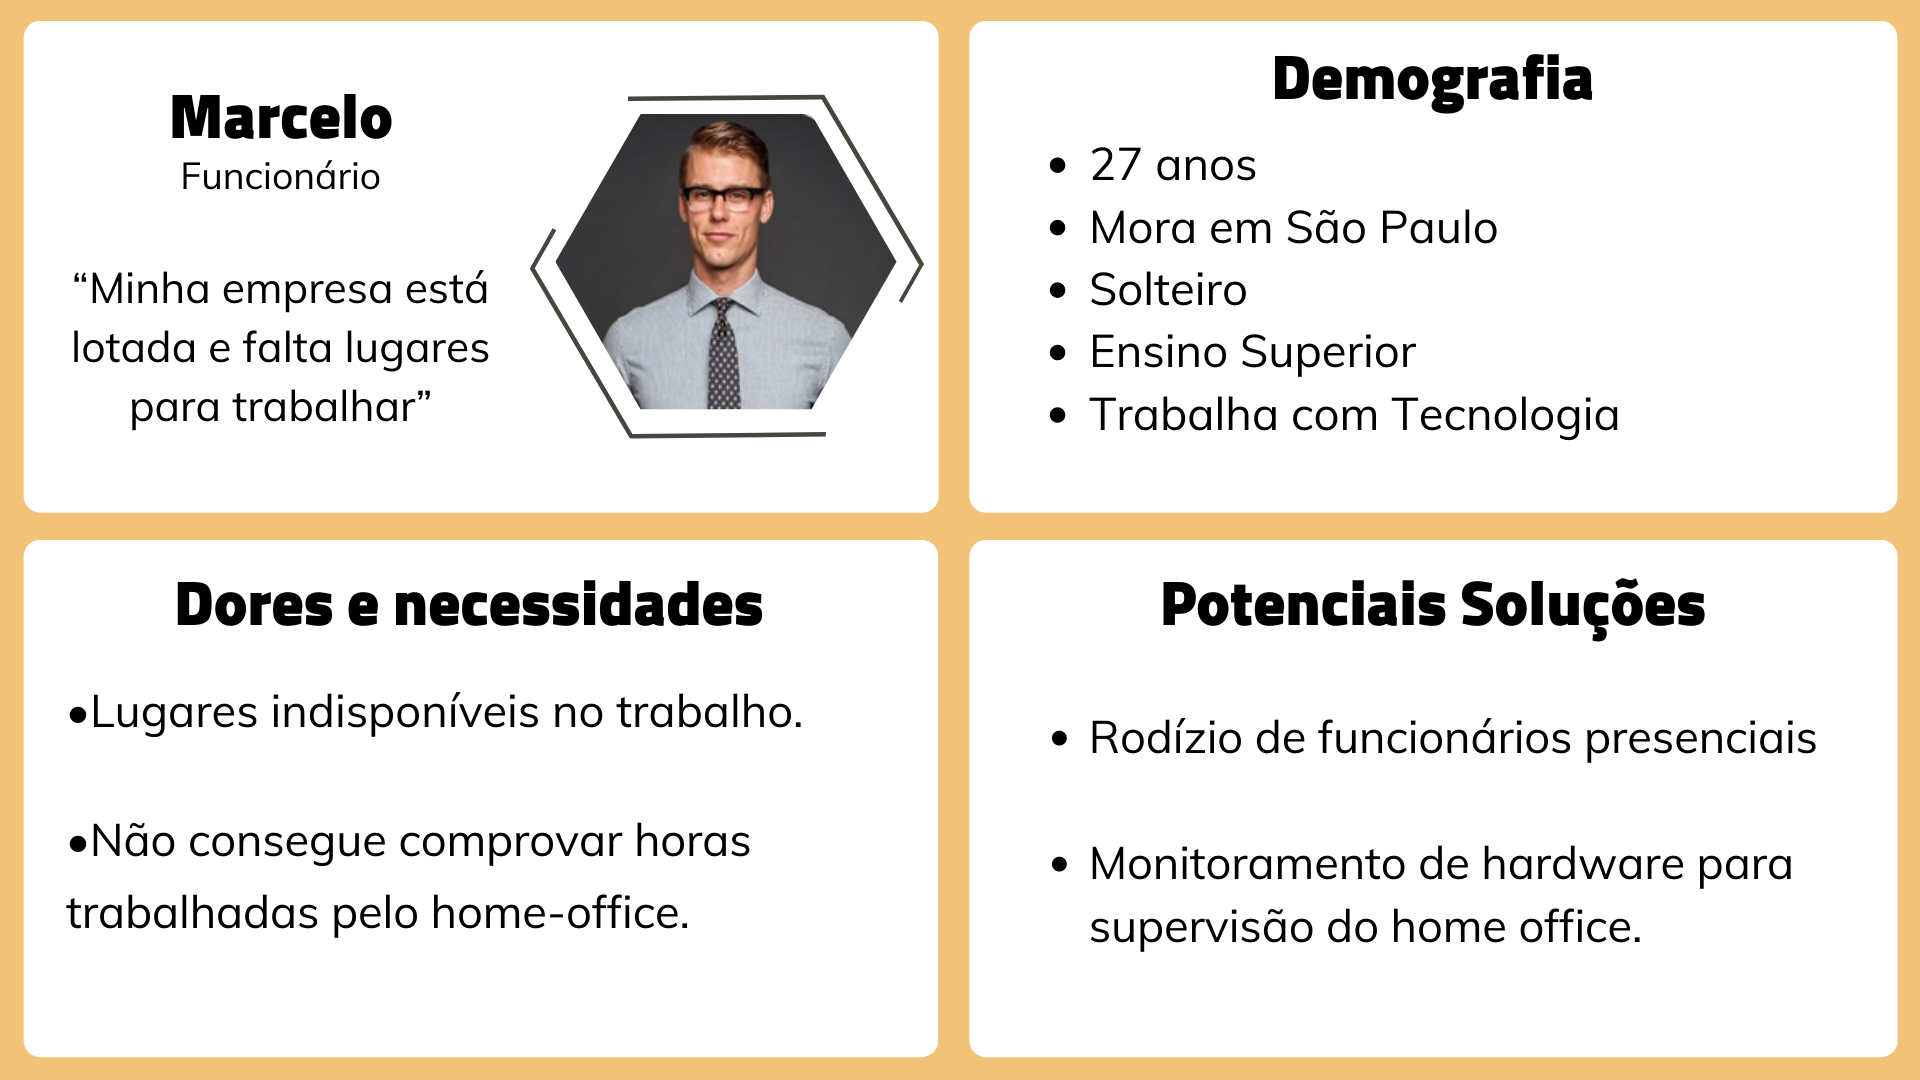 Marcelo
Funcionário
“Minha empresa está
lotada e falta lugares
para trabalhar”
Demografia
• 27 anos
• Mora em São Paulo
• Solteiro
• Ensino Superior
• Trabalha com Tecnologia
Dores e necessidades
•Lugares indisponíveis no trabalho.
•Não consegue comprovar horas
trabalhadas pelo home-office.
Potenciais Soluções
• Rodízio de funcionários presenciais
• Monitoramento de hardware para
supervisão do home office.